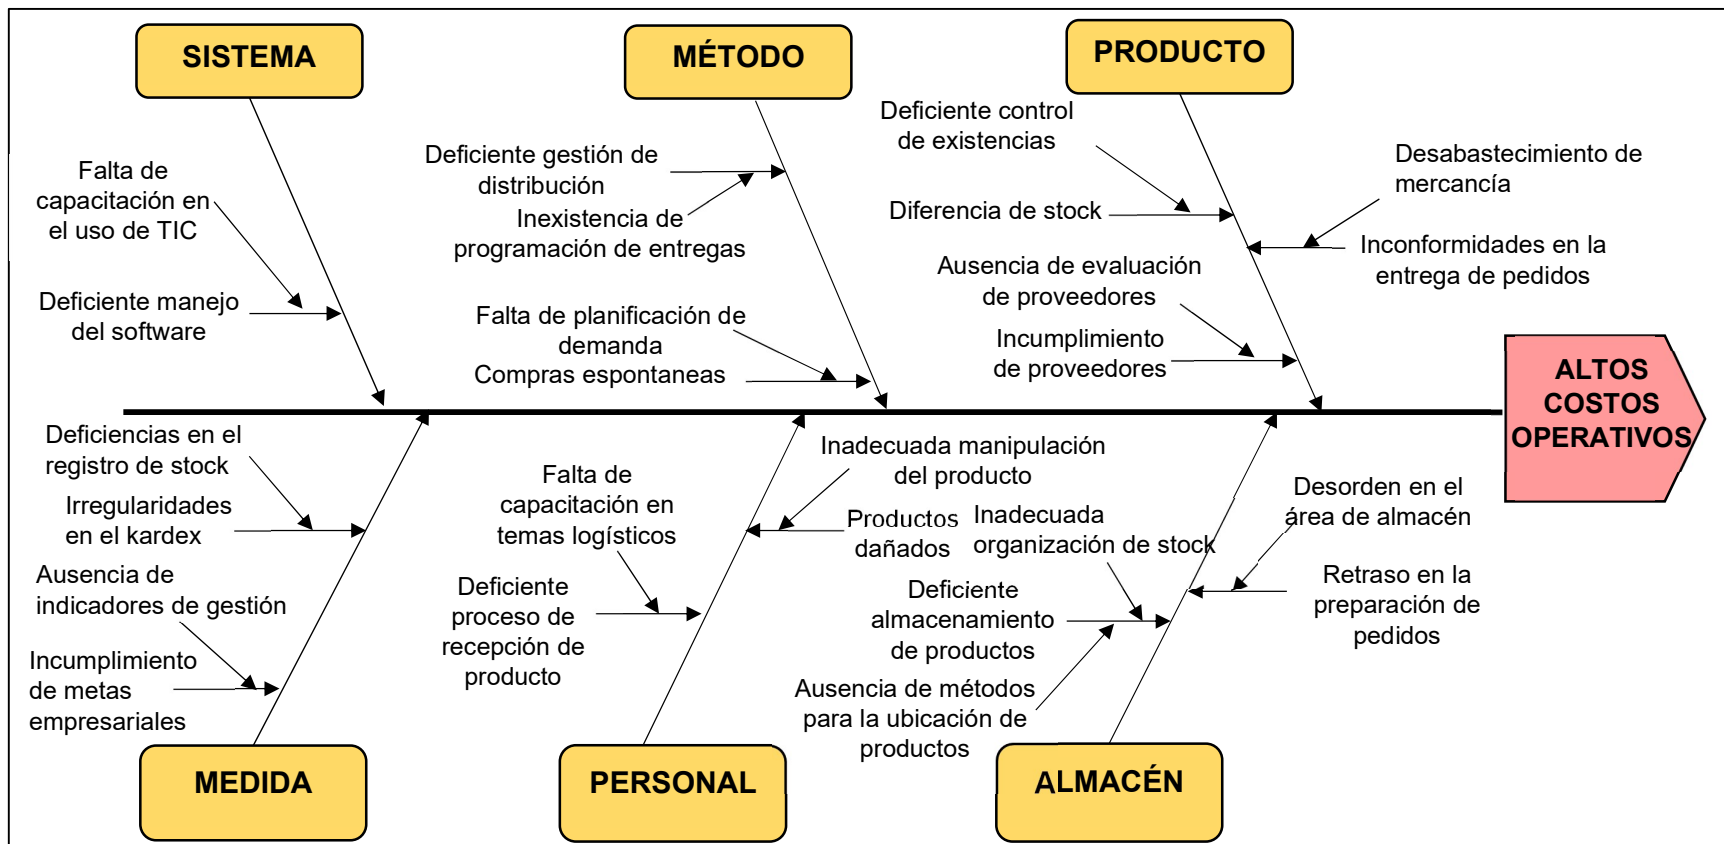 SISTEMA
MÉTODO
PRODUCTO
Falta de
capacitación en
el uso de TIC
Deficiente manejo
del software
Deficiente gestión de
distribución
Inexistencia de
programación de entregas
Falta de planificación de
demanda
Compras espontaneas
Deficiente control
de existencias
Diferencia de stock
Desabastecimiento de
mercancía
Inconformidades en la
entrega de pedidos
Ausencia de evaluación
de proveedores
Incumplimiento
de proveedores
ALTOS
COSTOS
OPERATIVOS
Deficiencias en el
registro de stock
Irregularidades
en el kardex
Ausencia de
indicadores de gestión
Incumplimiento
de metas
empresariales
Falta de
capacitación en
temas logísticos
Deficiente
proceso de
recepción de
producto
Inadecuada manipulación
del producto
Productos
dañados
Inadecuada
organización de stock
Deficiente
almacenamiento
de productos
Ausencia de métodos
para la ubicación de
productos
Desorden en el
área de almacén
Retraso en la
preparación de
pedidos
MEDIDA
PERSONAL
ALMACÉN